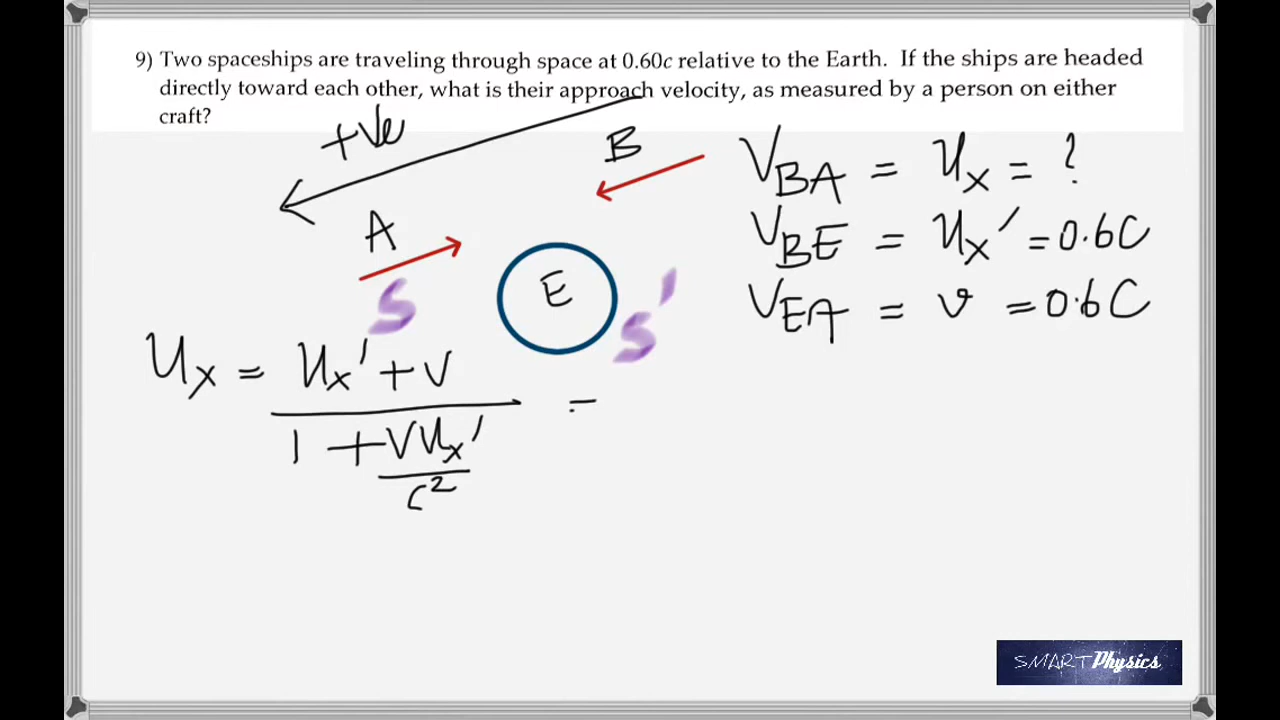 9) Two spaceships are traveling through space at 0.60c relative to the Earth. If the ships are headed
directly toward each other, what is their approach velocity, as measured by a person on either
craft?
+ve
B
V_BA = u_x = ?
A
V_BE = u_x' = 0.6C
E
S
S'
V_EA = v = 0.6C
u_x = (u_x' + v) / (1 + v u_x' / c²) =
SMART Physics